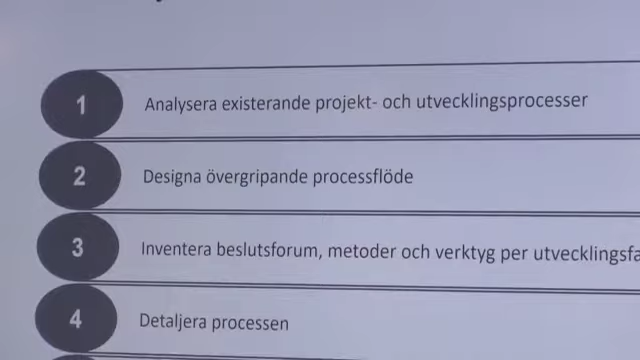 1 Analysera existerande projekt- och utvecklingsprocesser
2 Designa övergripande processflöde
3 Inventera beslutsforum, metoder och verktyg per
4 Detaljera processen